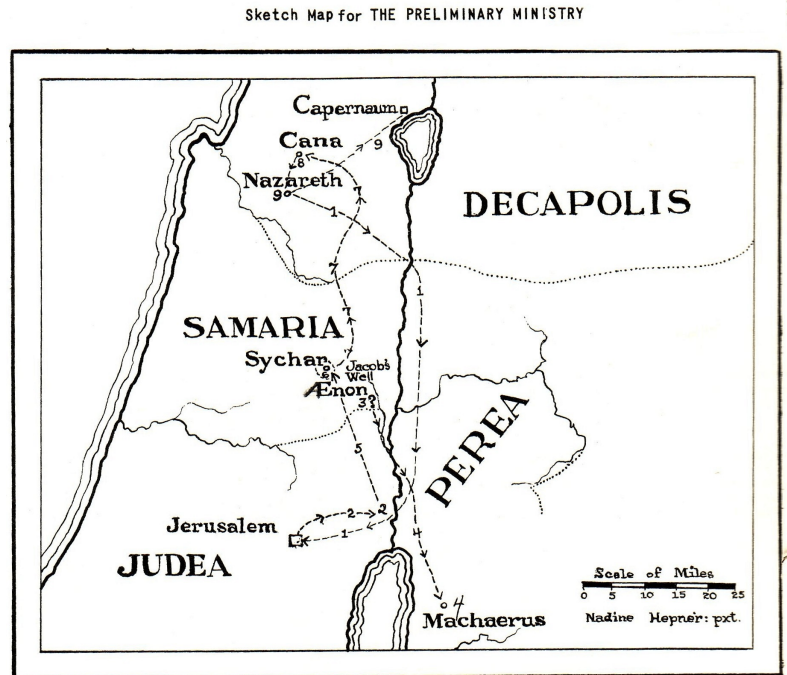 Sketch Map for THE PRELIMINARY MINISTRY
Capernaum
Cana
8
9
Nazareth
9
7
1
DECAPOLIS
7
1
SAMARIA
7
Sychar
Jacob's
Well
6
Ænon
3?
PEREA
5
2
2
1
Jerusalem
4
JUDEA
4
Machaerus
Scale of Miles
0 5 10 15 20 25
Nadine Hepner: pxt.